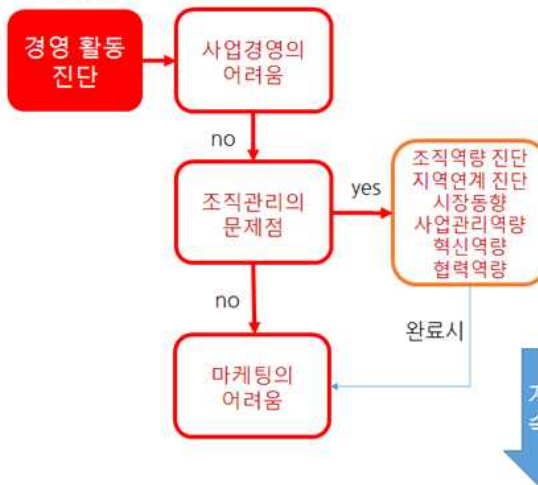 경영 활동
진단
사업경영의
어려움
no
조직관리의
문제점
yes
조직역량 진단
지역연계 진단
시장동향
사업관리역량
혁신역량
협력역량
no
완료시
마케팅의
어려움